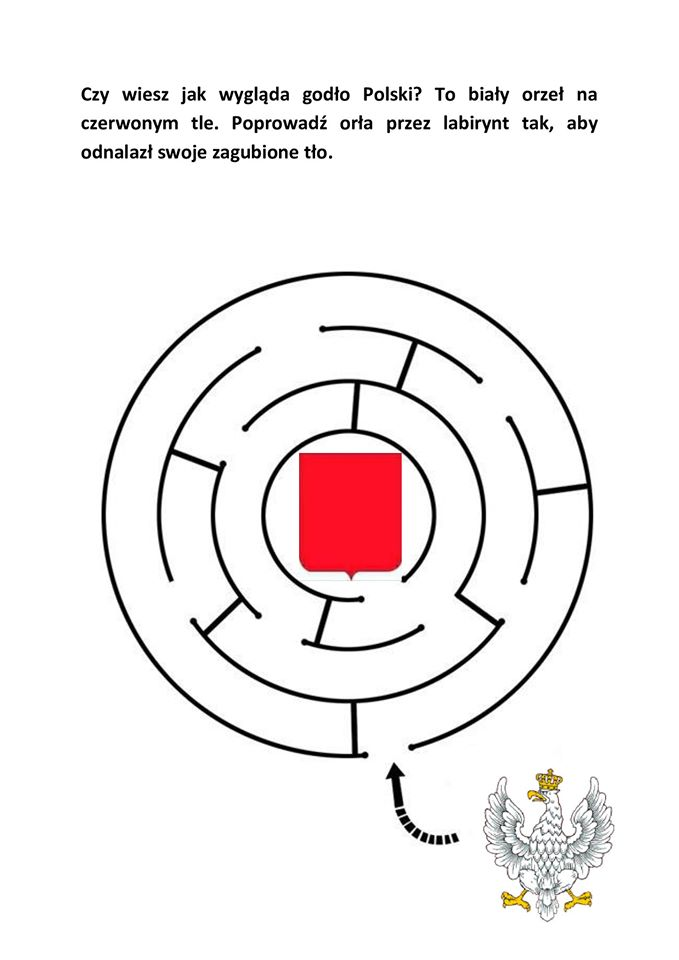 Czy wiesz jak wygląda godło Polski? To biały orzeł na
czerwonym tle. Poprowadź orła przez labirynt tak, aby
odnalazł swoje zagubione tło.